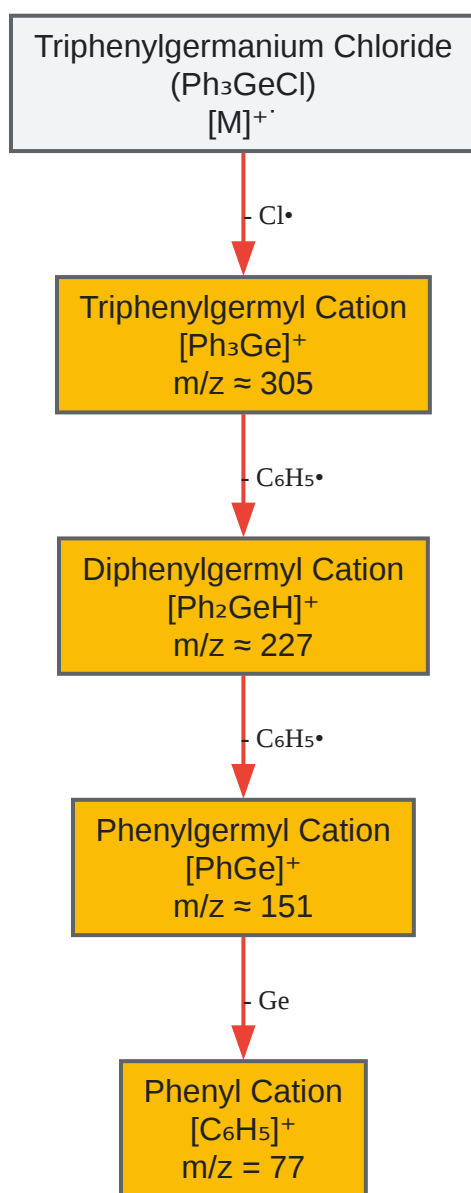 Triphenylgermanium Chloride
(Ph₃GeCl)
[M]⁺˙
- Cl•
Triphenylgermyl Cation
[Ph₃Ge]⁺
m/z ≈ 305
- C₆H₅•
Diphenylgermyl Cation
[Ph₂GeH]⁺
m/z ≈ 227
- C₆H₅•
Phenylgermyl Cation
[PhGe]⁺
m/z ≈ 151
- Ge
Phenyl Cation
[C₆H₅]⁺
m/z = 77